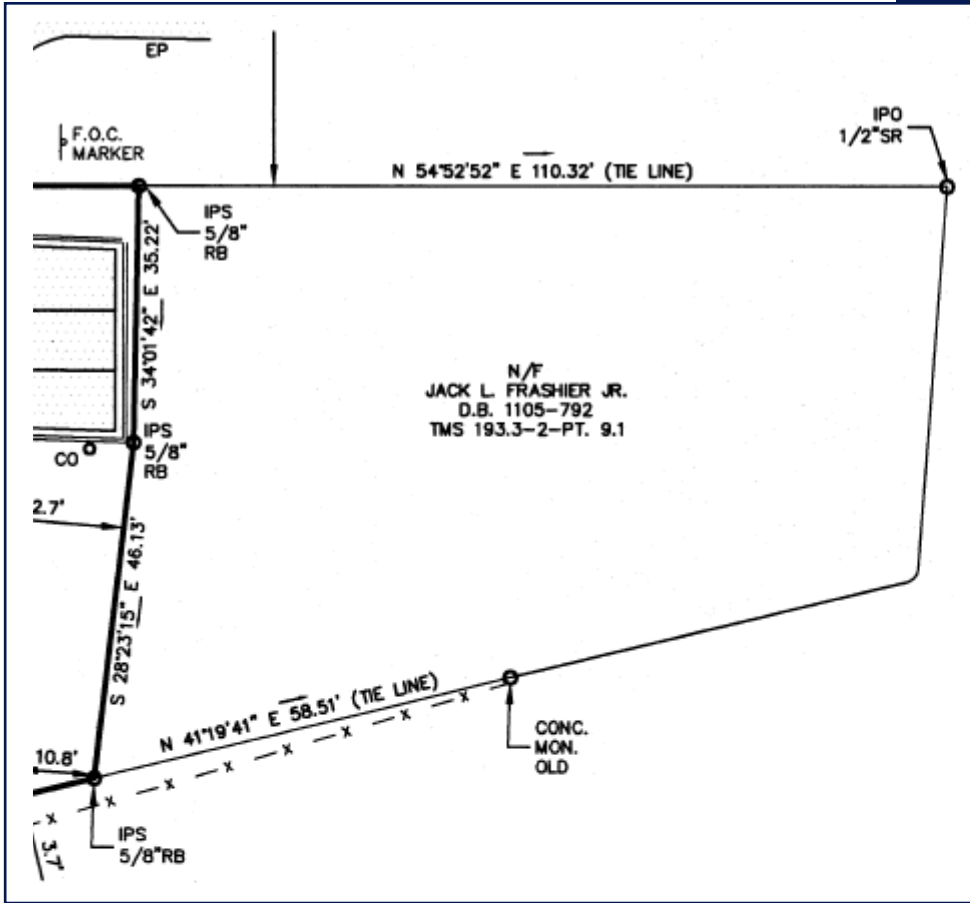 EP
F.O.C.
MARKER
IPO
1/2"SR
N 54°52'52" E 110.32' (TIE LINE)
IPS
5/8"
RB
S 34°01'42" E 35.22'
N/F
JACK L. FRASHIER JR.
D.B. 1105-792
TMS 193.3-2-PT. 9.1
IPS
5/8"
RB
CO
2.7'
S 28°23'15" E 46.13'
N 41°19'41" E 58.51' (TIE LINE)
CONC.
MON.
OLD
10.8'
IPS
5/8"RB
3.7'